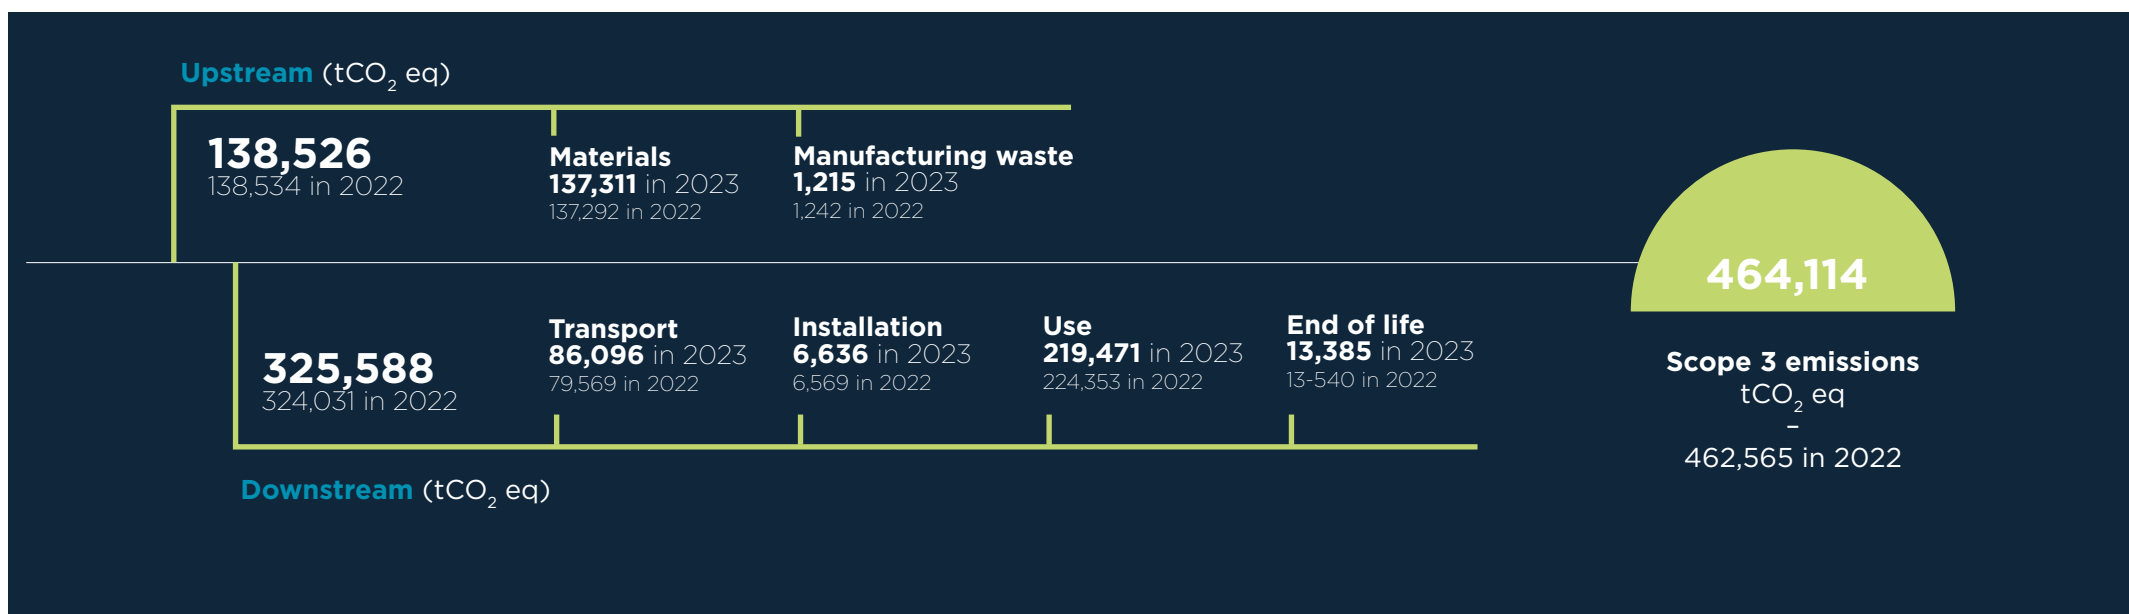 Upstream (tCO2 eq)
138,526
138,534 in 2022
Materials
137,311 in 2023
137,292 in 2022
Manufacturing waste
1,215 in 2023
1,242 in 2022
325,588
324,031 in 2022
Transport
86,096 in 2023
79,569 in 2022
Installation
6,636 in 2023
6,569 in 2022
Use
219,471 in 2023
224,353 in 2022
End of life
13,385 in 2023
13-540 in 2022
Downstream (tCO2 eq)
464,114
Scope 3 emissions
tCO2 eq
–
462,565 in 2022